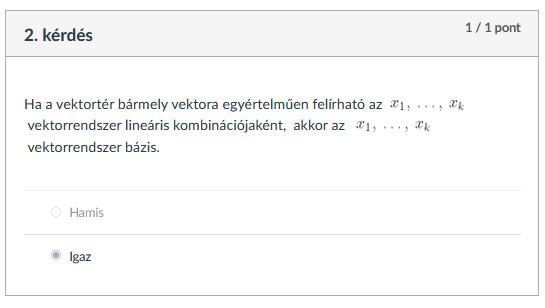 2. kérdés
1 / 1 pont
Ha a vektortér bármely vektora egyértelműen felírható az x₁, ..., xₖ
vektorrendszer lineáris kombinációjaként, akkor az x₁, ..., xₖ
vektorrendszer bázis.
Hamis
Igaz